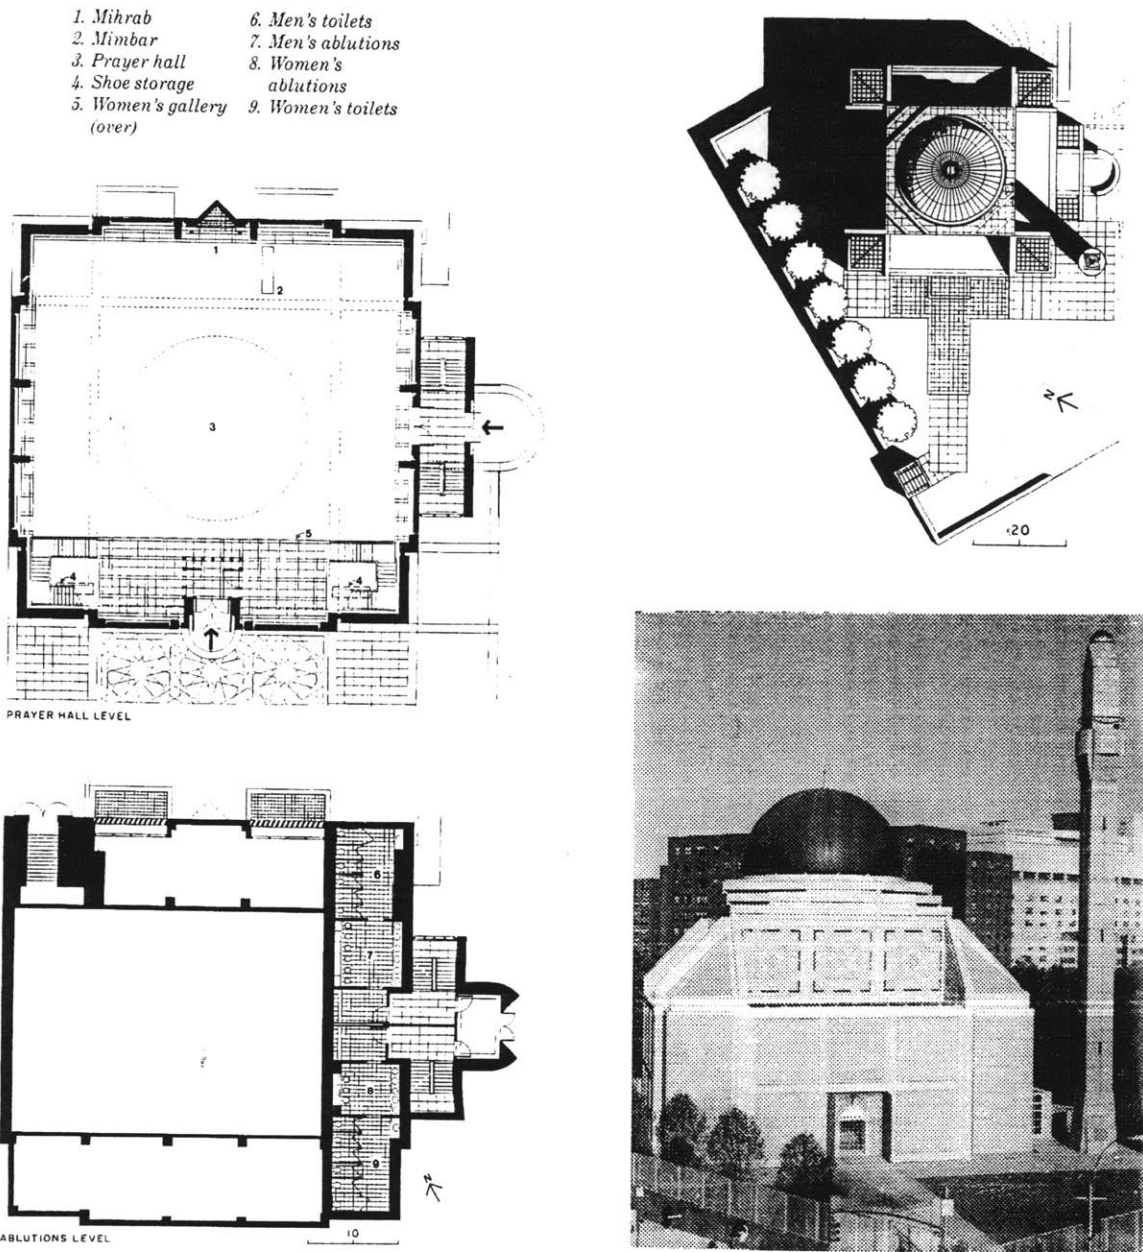 1. Mihrab
2. Mimbar
3. Prayer hall
4. Shoe storage
5. Women's gallery
(over)
6. Men's toilets
7. Men's ablutions
8. Women's
ablutions
9. Women's toilets
1
2
3
5
4
4
PRAYER HALL LEVEL
6
7
8
9
N
ABLUTIONS LEVEL
10
N
20